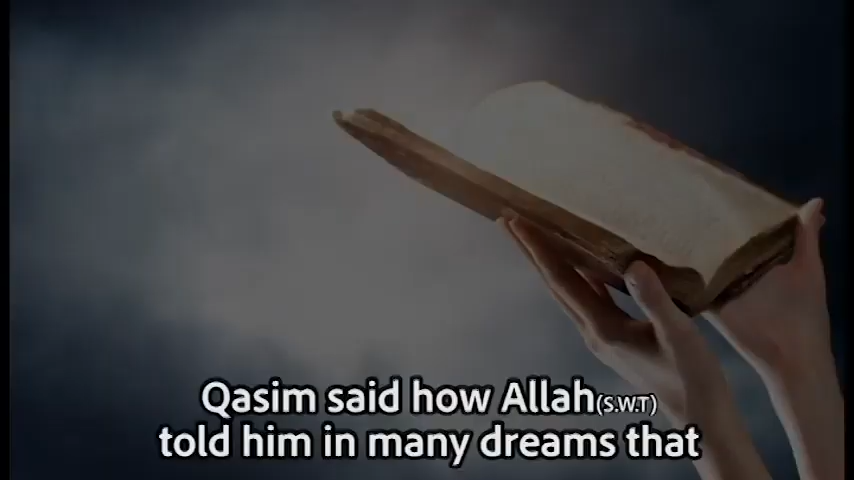 Qasim said how Allah(S.W.T)
told him in many dreams that